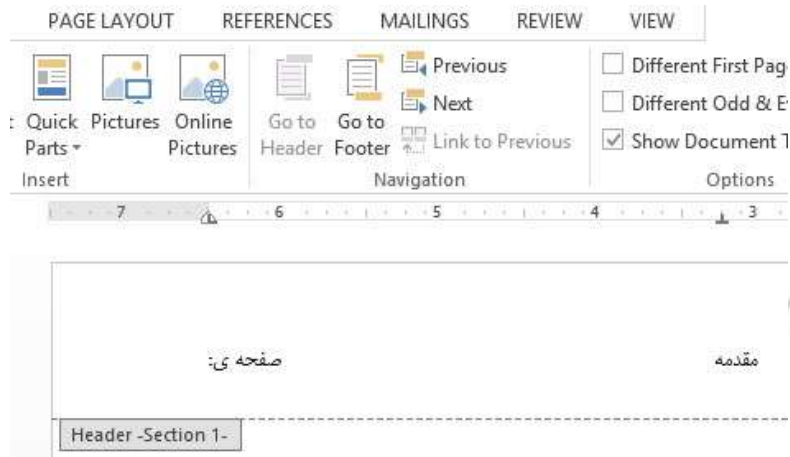 PAGE LAYOUT REFERENCES MAILINGS REVIEW VIEW
Previous Different First Pag
Next Different Odd & E
Quick Pictures Online Go to Go to
Parts Pictures Header Footer Link to Previous Show Document T
Insert Navigation Options
7 6 5 4 3
مقدمه صفحه ی:
Header -Section 1-